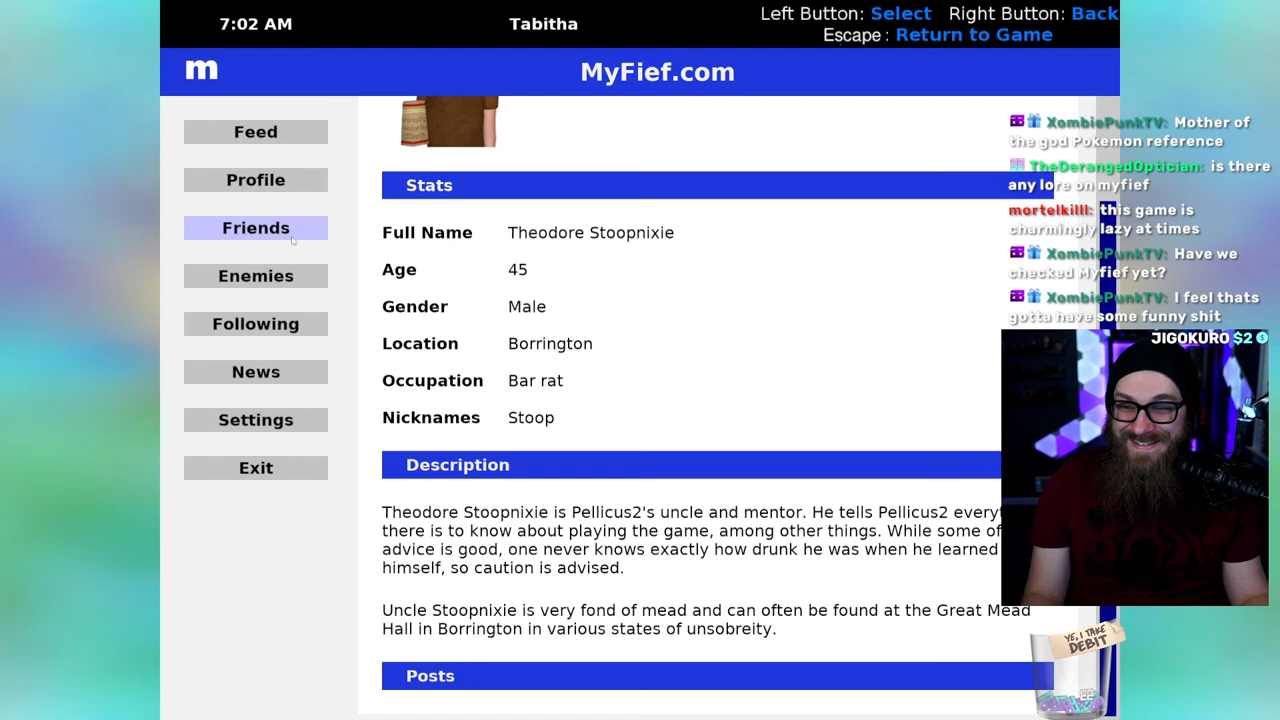 7:02 AM
Tabitha
Left Button: Select Right Button: Back
Escape : Return to Game
m
MyFief.com
Feed
Profile
Friends
Enemies
Following
News
Settings
Exit
Stats
Full Name Theodore Stoopnixie
Age 45
Gender Male
Location Borrington
Occupation Bar rat
Nicknames Stoop
Description
Theodore Stoopnixie is Pellicus2's uncle and mentor. He tells Pellicus2 everyt
there is to know about playing the game, among other things. While some of
advice is good, one never knows exactly how drunk he was when he learned
himself, so caution is advised.
Uncle Stoopnixie is very fond of mead and can often be found at the Great Mead
Hall in Borrington in various states of unsobreity.
Posts
XombiePunkTV: Mother of
the god Pokemon reference
TheDerangedOptician: is there
any lore on myfief
mortelkilll: this game is
charmingly lazy at times
XombiePunkTV: Have we
checked Myfief yet?
XombiePunkTV: I feel thats
gotta have some funny shit
JIGOKURO $2
YE, I TAKE
DEBIT